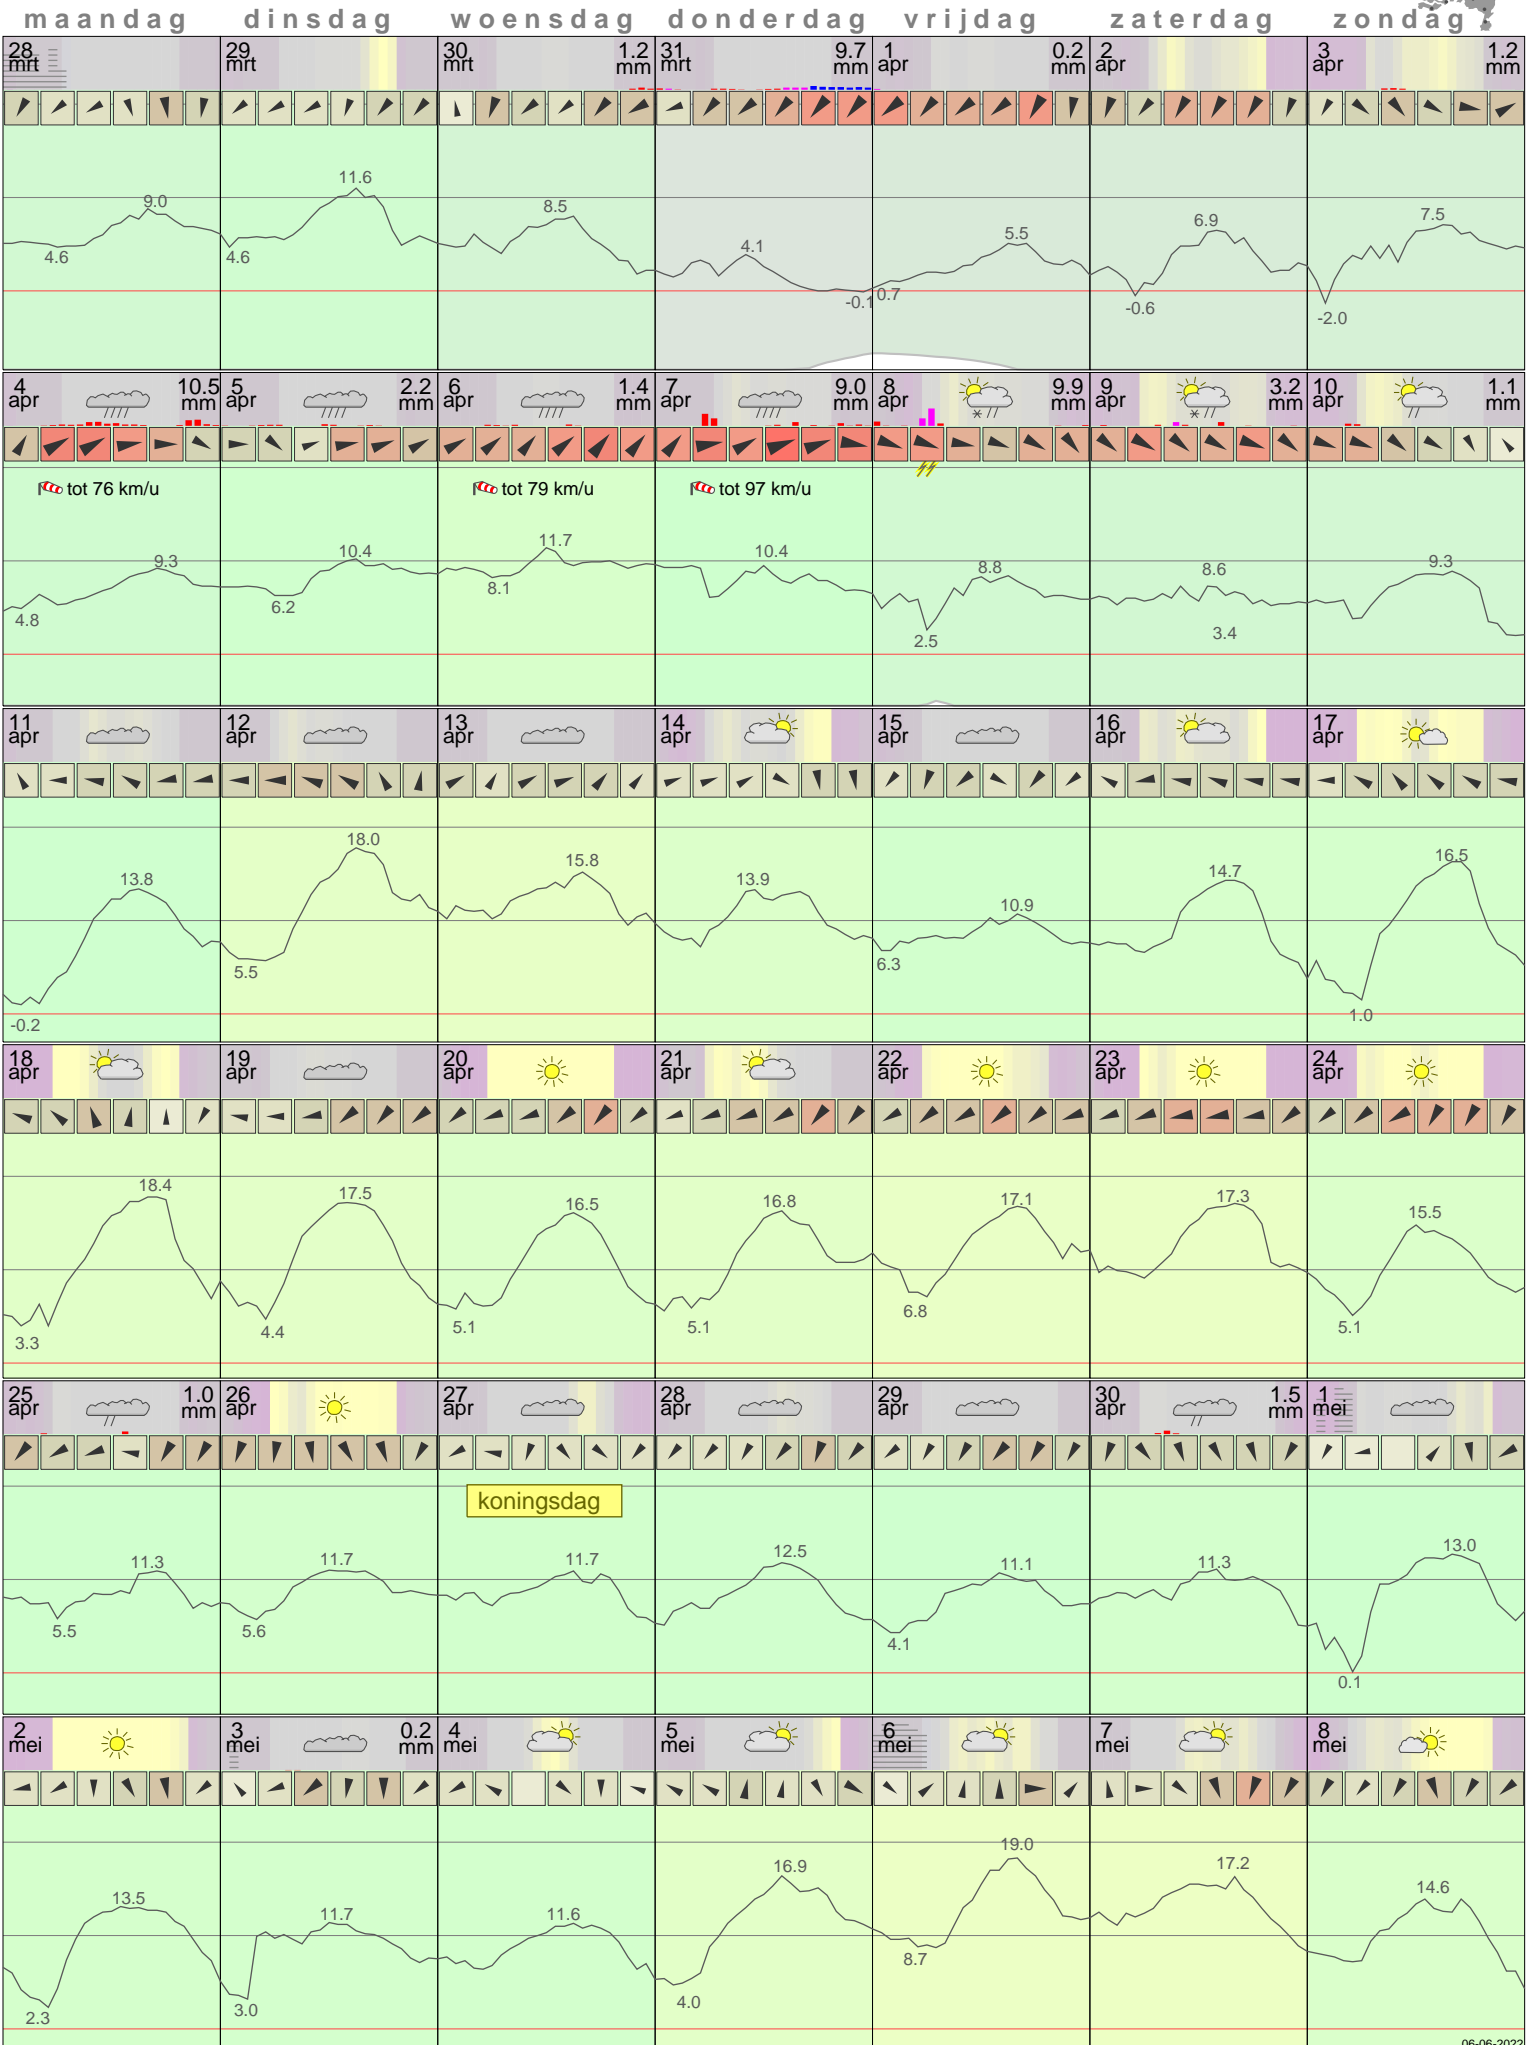 maandag dinsdag woensdag donderdag vrijdag zaterdag zondag
28 29 30 1.2 31 9.7 1 0.2 2 3 1.2
mrt mrt mrt mm mrt mm apr mm apr apr mm
11.6
9.0 8.5 4.1 5.5 6.9 7.5
4.6 4.6 -0.1 0.7 -0.6 -2.0
4 10.5 5 2.2 6 1.4 7 9.0 8 9.9 9 3.2 10 1.1
apr mm apr mm apr mm apr mm apr mm apr mm apr mm
tot 76 km/u tot 79 km/u tot 97 km/u
9.3 10.4 11.7 10.4 8.8 8.6 9.3
4.8 6.2 8.1 2.5 3.4
11 12 13 14 15 16 17
apr apr apr apr apr apr apr
13.8 18.0 15.8 13.9 10.9 14.7 16.5
-0.2 5.5 6.3 1.0
18 19 20 21 22 23 24
apr apr apr apr apr apr apr
18.4 17.5 16.5 16.8 17.1 17.3 15.5
3.3 4.4 5.1 5.1 6.8 5.1
25 1.0 26 27 28 29 30 1.5 1
apr mm apr apr apr apr apr mm mei
koningsdag
11.3 11.7 11.7 12.5 11.1 11.3 13.0
5.5 5.6 4.1 0.1
2 3 0.2 4 5 6 7 8
mei mei mm mei mei mei mei mei
13.5 11.7 11.6 16.9 19.0 17.2 14.6
2.3 3.0 4.0 8.7
06-06-2022